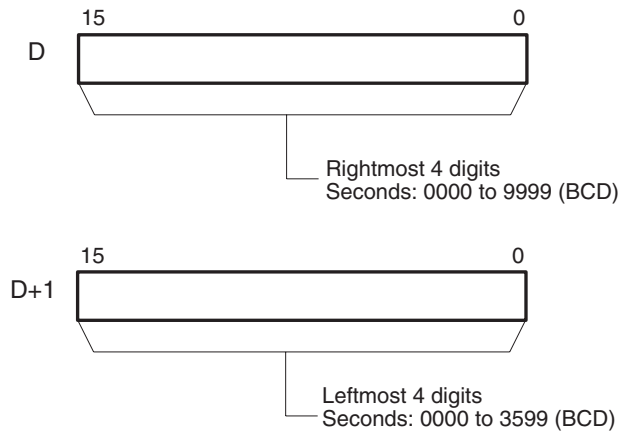 15 0
D
Rightmost 4 digits
Seconds: 0000 to 9999 (BCD)
15 0
D+1
Leftmost 4 digits
Seconds: 0000 to 3599 (BCD)